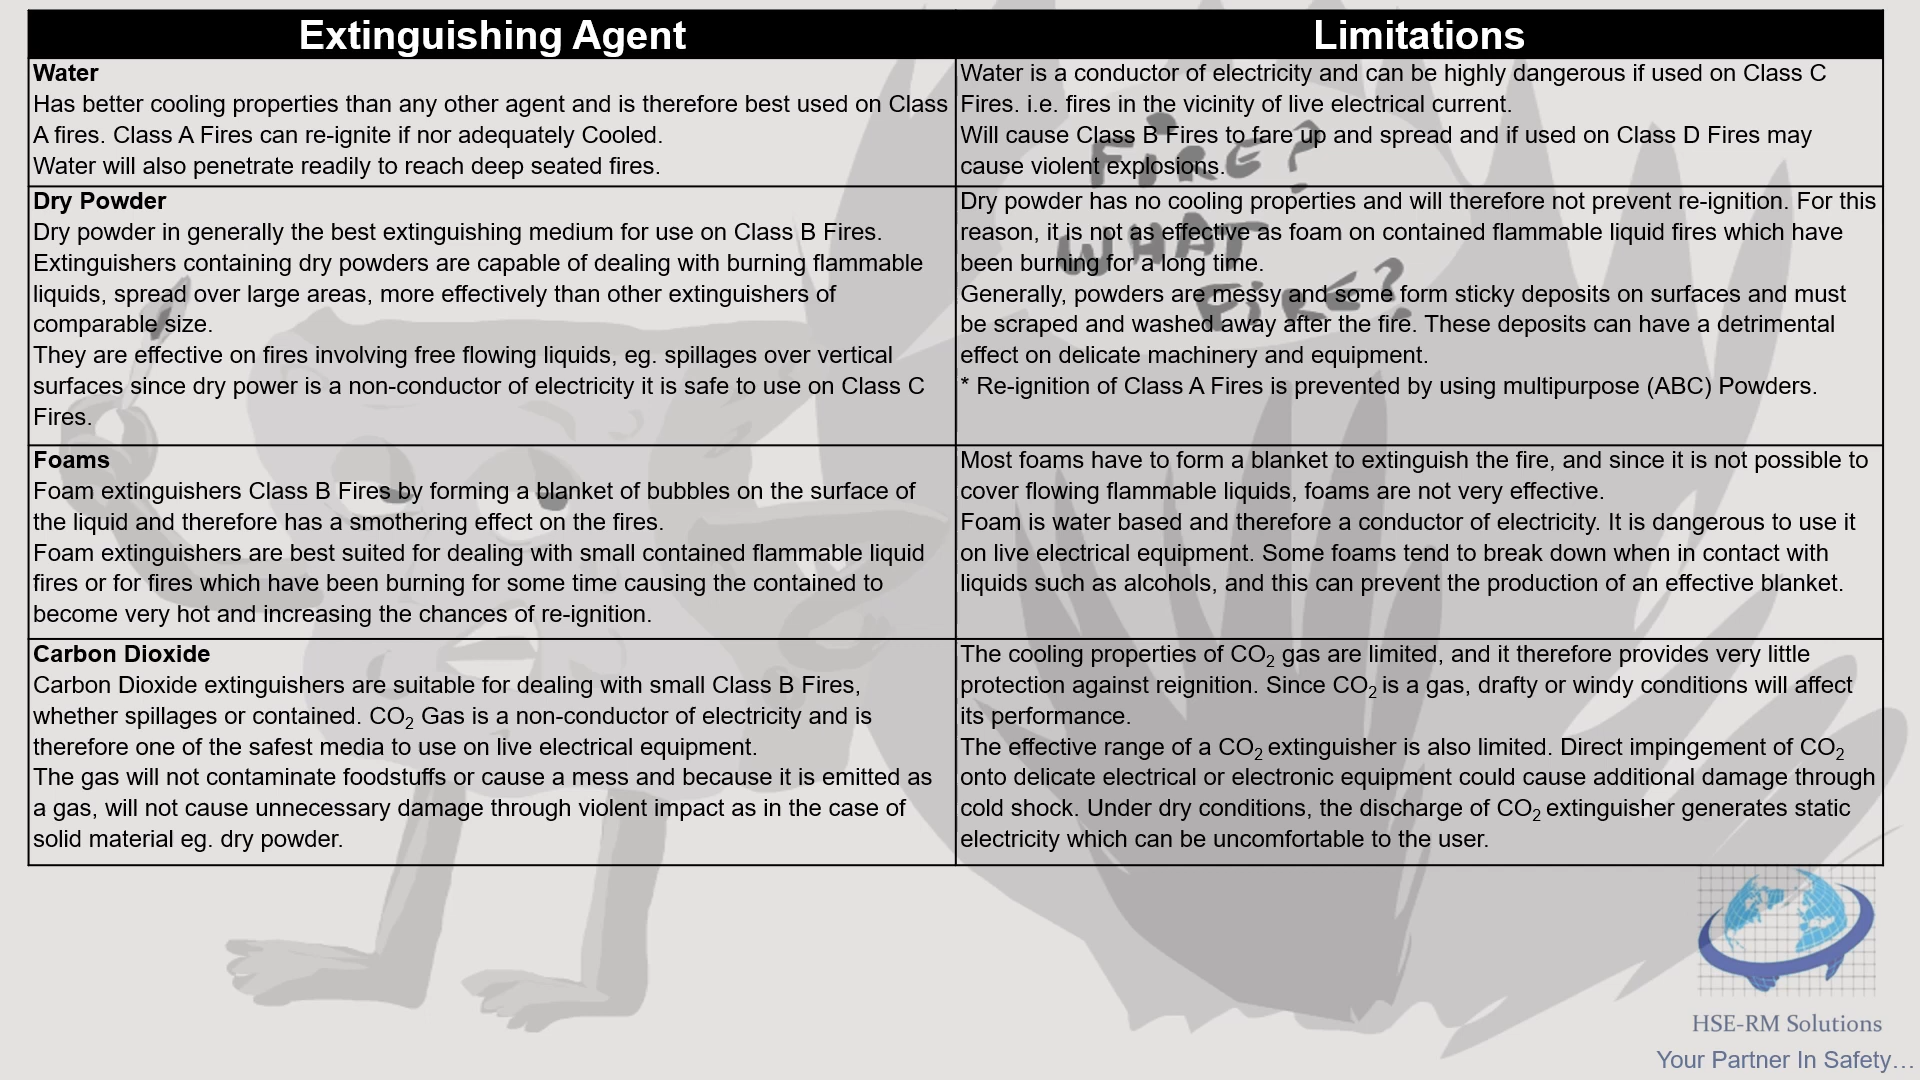 Extinguishing Agent
Limitations
Water
Has better cooling properties than any other agent and is therefore best used on Class
A fires. Class A Fires can re-ignite if nor adequately Cooled.
Water will also penetrate readily to reach deep seated fires.
Water is a conductor of electricity and can be highly dangerous if used on Class C
Fires. i.e. fires in the vicinity of live electrical current.
Will cause Class B Fires to fare up and spread and if used on Class D Fires may
cause violent explosions.
Dry Powder
Dry powder in generally the best extinguishing medium for use on Class B Fires.
Extinguishers containing dry powders are capable of dealing with burning flammable
liquids, spread over large areas, more effectively than other extinguishers of
comparable size.
They are effective on fires involving free flowing liquids, eg. spillages over vertical
surfaces since dry power is a non-conductor of electricity it is safe to use on Class C
Fires.
Dry powder has no cooling properties and will therefore not prevent re-ignition. For this
reason, it is not as effective as foam on contained flammable liquid fires which have
been burning for a long time.
Generally, powders are messy and some form sticky deposits on surfaces and must
be scraped and washed away after the fire. These deposits can have a detrimental
effect on delicate machinery and equipment.
* Re-ignition of Class A Fires is prevented by using multipurpose (ABC) Powders.
Foams
Foam extinguishers Class B Fires by forming a blanket of bubbles on the surface of
the liquid and therefore has a smothering effect on the fires.
Foam extinguishers are best suited for dealing with small contained flammable liquid
fires or for fires which have been burning for some time causing the contained to
become very hot and increasing the chances of re-ignition.
Most foams have to form a blanket to extinguish the fire, and since it is not possible to
cover flowing flammable liquids, foams are not very effective.
Foam is water based and therefore a conductor of electricity. It is dangerous to use it
on live electrical equipment. Some foams tend to break down when in contact with
liquids such as alcohols, and this can prevent the production of an effective blanket.
Carbon Dioxide
Carbon Dioxide extinguishers are suitable for dealing with small Class B Fires,
whether spillages or contained. CO₂ Gas is a non-conductor of electricity and is
therefore one of the safest media to use on live electrical equipment.
The gas will not contaminate foodstuffs or cause a mess and because it is emitted as
a gas, will not cause unnecessary damage through violent impact as in the case of
solid material eg. dry powder.
The cooling properties of CO₂ gas are limited, and it therefore provides very little
protection against reignition. Since CO₂ is a gas, drafty or windy conditions will affect
its performance.
The effective range of a CO₂ extinguisher is also limited. Direct impingement of CO₂
onto delicate electrical or electronic equipment could cause additional damage through
cold shock. Under dry conditions, the discharge of CO₂ extinguisher generates static
electricity which can be uncomfortable to the user.
FiRE?
WHAT
FiRE?
HSE-RM Solutions
Your Partner In Safety…